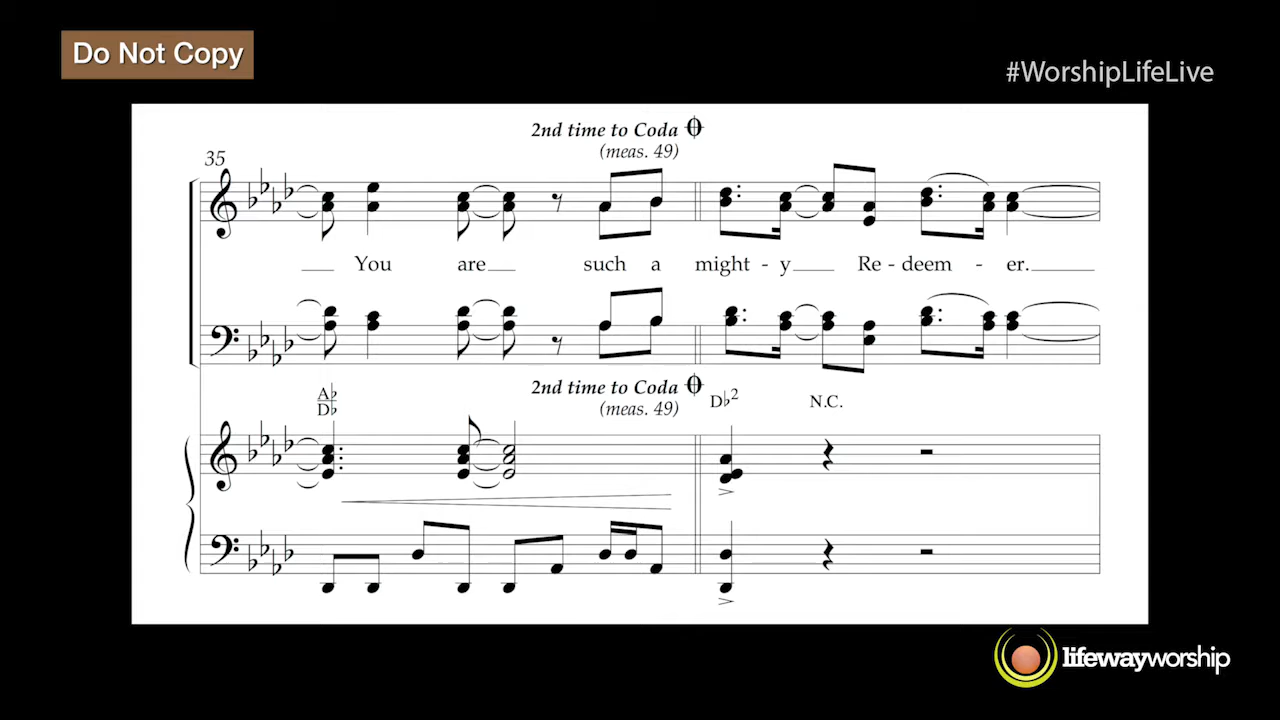 Do Not Copy
#WorshipLifeLive
2nd time to Coda
(meas. 49)
35
You are such a might - y Re - deem - er.
2nd time to Coda
(meas. 49)
A♭
D♭
D♭2
N.C.
lifewayworship